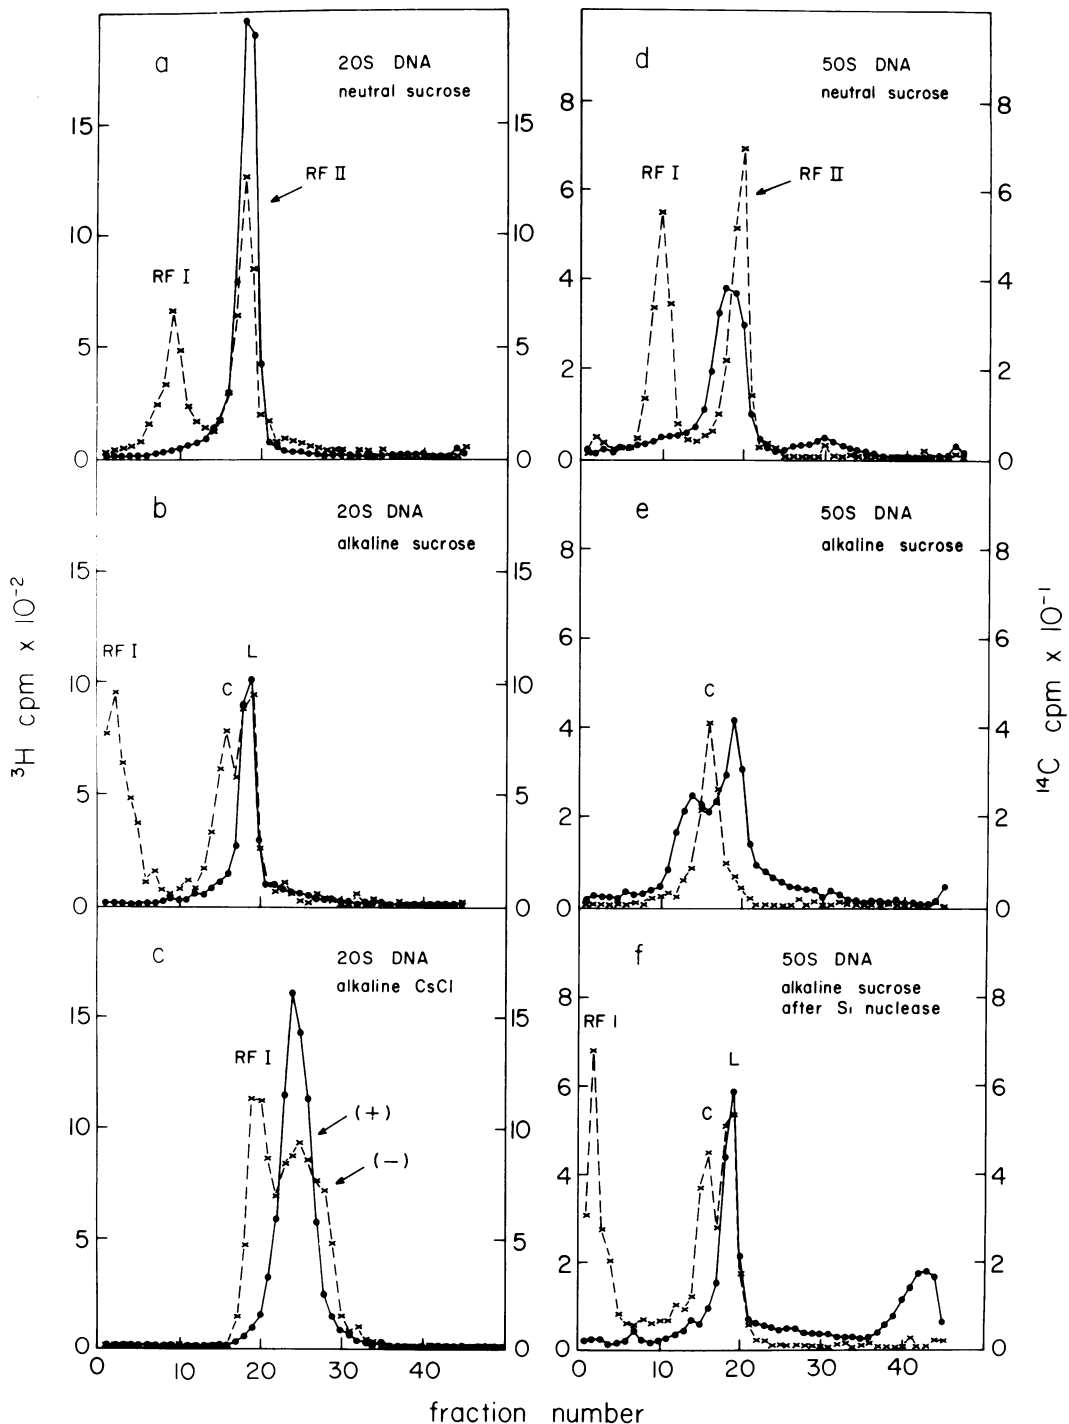 a
20S DNA
neutral sucrose
RF II
RF I
15
10
5
0
15
10
5
0
d
50S DNA
neutral sucrose
RF I
RF II
8
6
4
2
0
8
6
4
2
0
b
20S DNA
alkaline sucrose
RF I
C
L
15
10
5
0
15
10
5
0
e
50S DNA
alkaline sucrose
C
8
6
4
2
0
8
6
4
2
0
c
20S DNA
alkaline CsCl
RF I
(+)
(−)
15
10
5
0
15
10
5
0
0 10 20 30 40
f
50S DNA
alkaline sucrose
after S1 nuclease
RF I
C
L
8
6
4
2
0
8
6
4
2
0
0 10 20 30 40
³H cpm x 10⁻²
¹⁴C cpm x 10⁻¹
fraction number